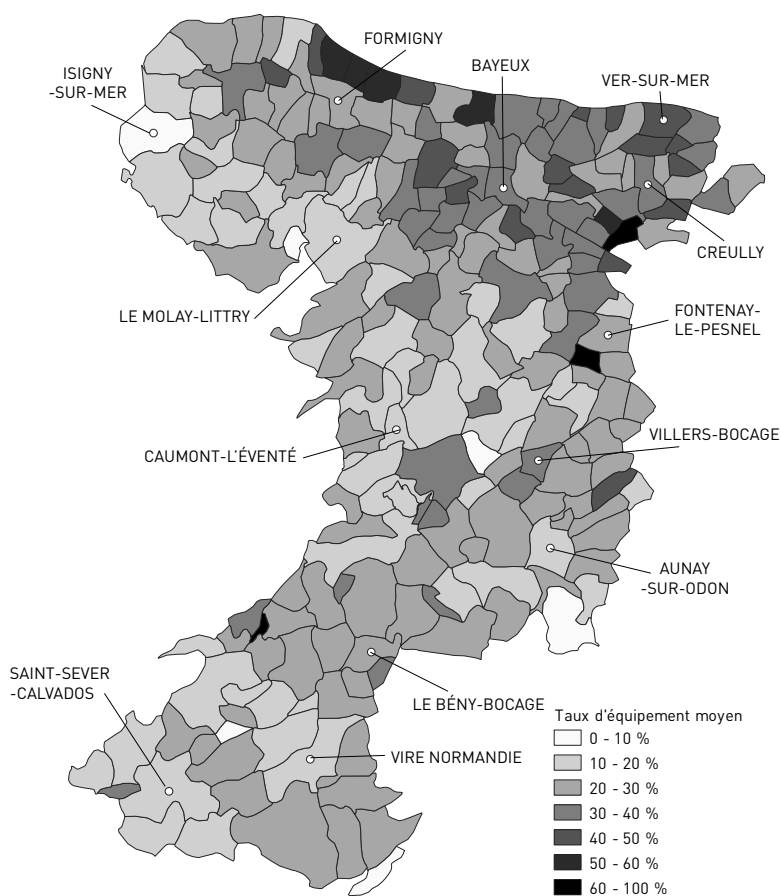 FORMIGNY
ISIGNY
-SUR-MER
BAYEUX
VER-SUR-MER
CREULLY
LE MOLAY-LITTRY
FONTENAY-
LE-PESNEL
CAUMONT-L'ÉVENTÉ
VILLERS-BOCAGE
AUNAY
-SUR-ODON
SAINT-SEVER
-CALVADOS
LE BÉNY-BOCAGE
VIRE NORMANDIE
Taux d'équipement moyen
0 - 10 %
10 - 20 %
20 - 30 %
30 - 40 %
40 - 50 %
50 - 60 %
60 - 100 %